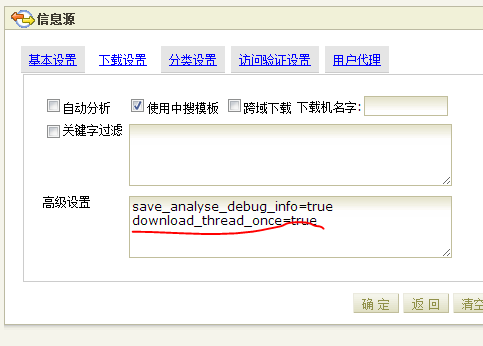 信息源
基本设置 下载设置 分类设置 访问验证设置 用户代理
自动分析 使用中搜模板 跨域下载 下载机名字:
关键字过滤
高级设置
save_analyse_debug_info=true
download_thread_once=true
确 定 返 回 清空